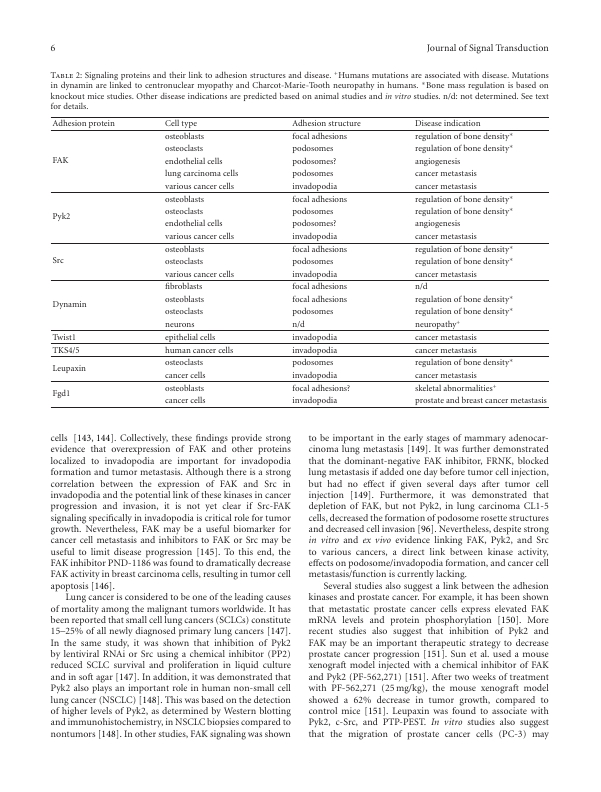 6
Journal of Signal Transduction
Table 2: Signaling proteins and their link to adhesion structures and disease. +Humans mutations are associated with disease. Mutations
in dynamin are linked to centronuclear myopathy and Charcot-Marie-Tooth neuropathy in humans. *Bone mass regulation is based on
knockout mice studies. Other disease indications are predicted based on animal studies and in vitro studies. n/d: not determined. See text
for details.
Adhesion protein Cell type Adhesion structure Disease indication
FAK
osteoblasts focal adhesions regulation of bone density*
osteoclasts podosomes regulation of bone density*
endothelial cells podosomes? angiogenesis
lung carcinoma cells podosomes cancer metastasis
various cancer cells invadopodia cancer metastasis
Pyk2
osteoblasts focal adhesions regulation of bone density*
osteoclasts podosomes regulation of bone density*
endothelial cells podosomes? angiogenesis
various cancer cells invadopodia cancer metastasis
Src
osteoblasts focal adhesions regulation of bone density*
osteoclasts podosomes regulation of bone density*
various cancer cells invadopodia cancer metastasis
Dynamin
fibroblasts focal adhesions n/d
osteoblasts focal adhesions regulation of bone density*
osteoclasts podosomes regulation of bone density*
neurons n/d neuropathy+
Twist1 epithelial cells invadopodia cancer metastasis
TKS4/5 human cancer cells invadopodia cancer metastasis
Leupaxin
osteoclasts podosomes regulation of bone density*
cancer cells invadopodia cancer metastasis
Fgd1
osteoblasts focal adhesions? skeletal abnormalities+
cancer cells invadopodia prostate and breast cancer metastasis
cells [143, 144]. Collectively, these findings provide strong
evidence that overexpression of FAK and other proteins
localized to invadopodia are important for invadopodia
formation and tumor metastasis. Although there is a strong
correlation between the expression of FAK and Src in
invadopodia and the potential link of these kinases in cancer
progression and invasion, it is not yet clear if Src-FAK
signaling specifically in invadopodia is critical role for tumor
growth. Nevertheless, FAK may be a useful biomarker for
cancer cell metastasis and inhibitors to FAK or Src may be
useful to limit disease progression [145]. To this end, the
FAK inhibitor PND-1186 was found to dramatically decrease
FAK activity in breast carcinoma cells, resulting in tumor cell
apoptosis [146].
Lung cancer is considered to be one of the leading causes
of mortality among the malignant tumors worldwide. It has
been reported that small cell lung cancers (SCLCs) constitute
15–25% of all newly diagnosed primary lung cancers [147].
In the same study, it was shown that inhibition of Pyk2
by lentiviral RNAi or Src using a chemical inhibitor (PP2)
reduced SCLC survival and proliferation in liquid culture
and in soft agar [147]. In addition, it was demonstrated that
Pyk2 also plays an important role in human non-small cell
lung cancer (NSCLC) [148]. This was based on the detection
of higher levels of Pyk2, as determined by Western blotting
and immunohistochemistry, in NSCLC biopsies compared to
nontumors [148]. In other studies, FAK signaling was shown
to be important in the early stages of mammary adenocar-
cinoma lung metastasis [149]. It was further demonstrated
that the dominant-negative FAK inhibitor, FRNK, blocked
lung metastasis if added one day before tumor cell injection,
but had no effect if given several days after tumor cell
injection [149]. Furthermore, it was demonstrated that
depletion of FAK, but not Pyk2, in lung carcinoma CL1-5
cells, decreased the formation of podosome rosette structures
and decreased cell invasion [96]. Nevertheless, despite strong
in vitro and ex vivo evidence linking FAK, Pyk2, and Src
to various cancers, a direct link between kinase activity,
effects on podosome/invadopodia formation, and cancer cell
metastasis/function is currently lacking.
Several studies also suggest a link between the adhesion
kinases and prostate cancer. For example, it has been shown
that metastatic prostate cancer cells express elevated FAK
mRNA levels and protein phosphorylation [150]. More
recent studies also suggest that inhibition of Pyk2 and
FAK may be an important therapeutic strategy to decrease
prostate cancer progression [151]. Sun et al. used a mouse
xenograft model injected with a chemical inhibitor of FAK
and Pyk2 (PF-562,271) [151]. After two weeks of treatment
with PF-562,271 (25 mg/kg), the mouse xenograft model
showed a 62% decrease in tumor growth, compared to
control mice [151]. Leupaxin was found to associate with
Pyk2, c-Src, and PTP-PEST. In vitro studies also suggest
that the migration of prostate cancer cells (PC-3) may